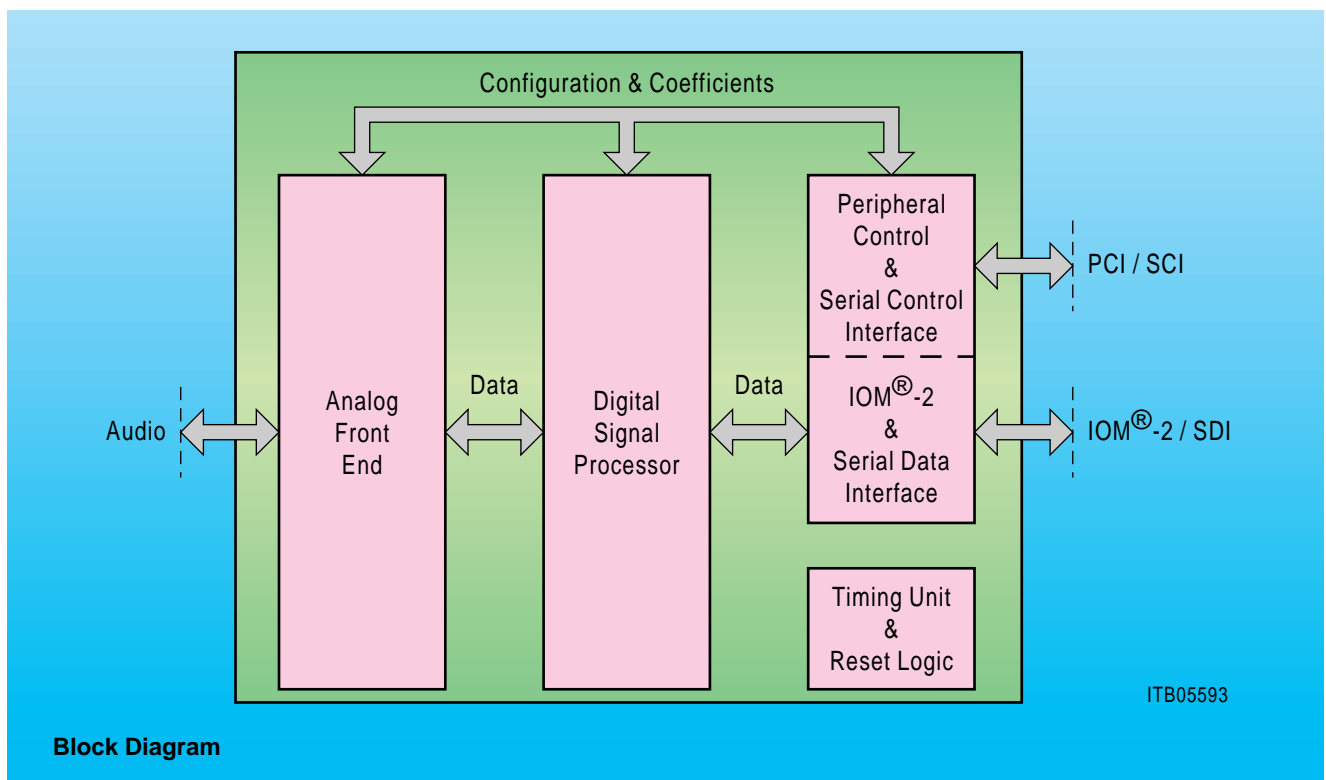 Configuration & Coefficients
Peripheral
Control
&
Serial Control
Interface
PCI / SCI
Audio
Analog
Front
End
Data
Digital
Signal
Processor
Data
IOM®-2
&
Serial Data
Interface
IOM®-2 / SDI
Timing Unit
&
Reset Logic
ITB05593
Block Diagram